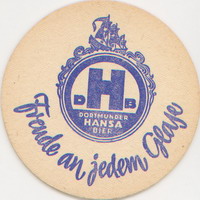 D H B
DORTMUNDER
HANSA
BIER
Freude an jedem Glase